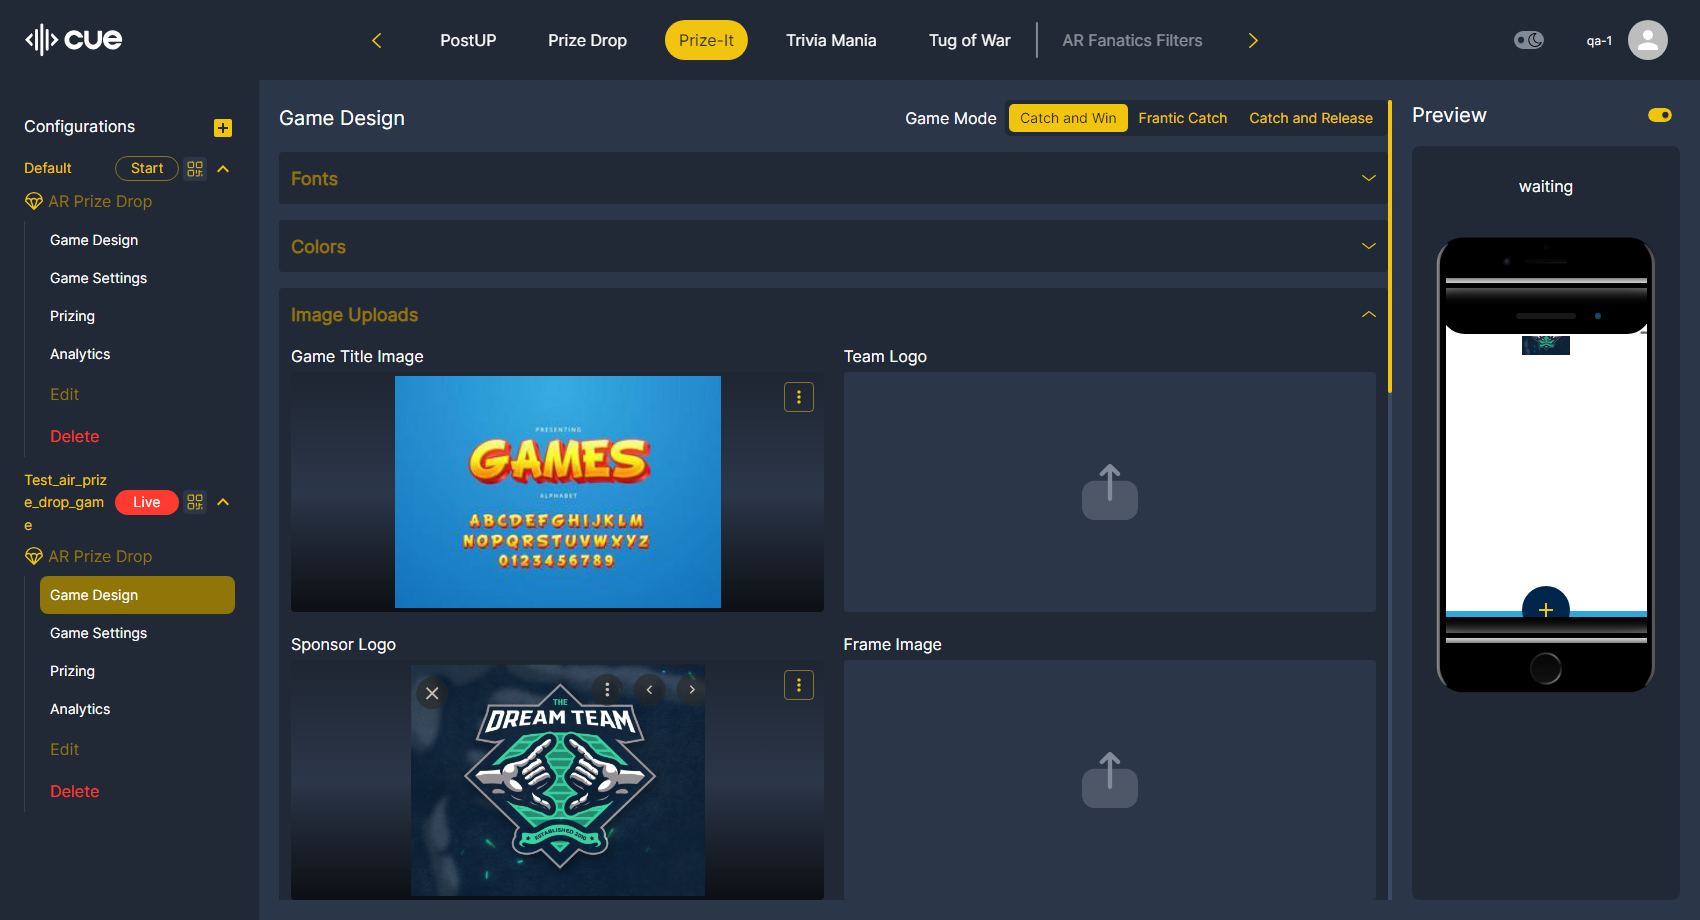 cue
PostUP
Prize Drop
Prize-It
Trivia Mania
Tug of War
AR Fanatics Filters
qa-1
Configurations
Default
Start
AR Prize Drop
Game Design
Game Settings
Prizing
Analytics
Edit
Delete
Test_air_priz
e_drop_gam
e
Live
AR Prize Drop
Game Design
Game Settings
Prizing
Analytics
Edit
Delete
Game Design
Game Mode
Catch and Win
Frantic Catch
Catch and Release
Fonts
Colors
Image Uploads
Game Title Image
PRESENTING
GAMES
ALPHABET
ABCDEFGHIJKLM
NOPQRSTUVWXYZ
0123456789
Team Logo
Sponsor Logo
THE
DREAM TEAM
ESTABLISHED 2010
Frame Image
Preview
waiting